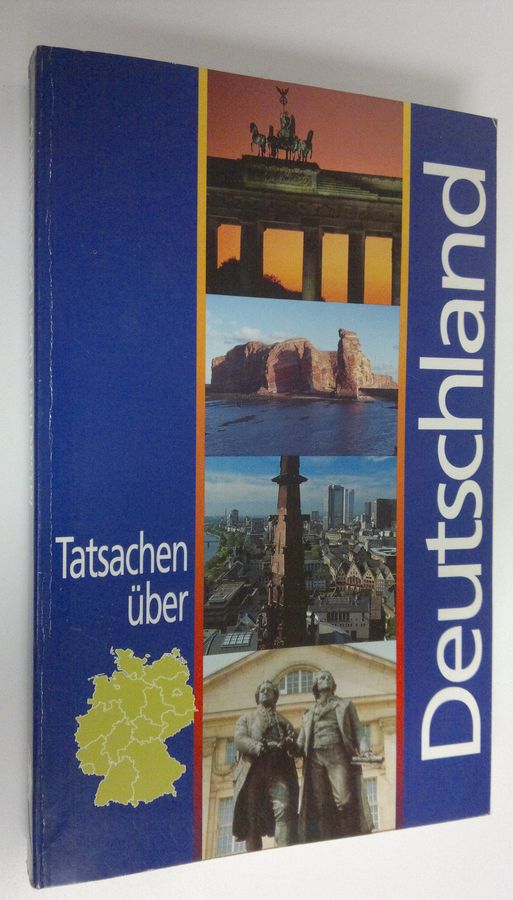 Tatsachen
über
Deutschland